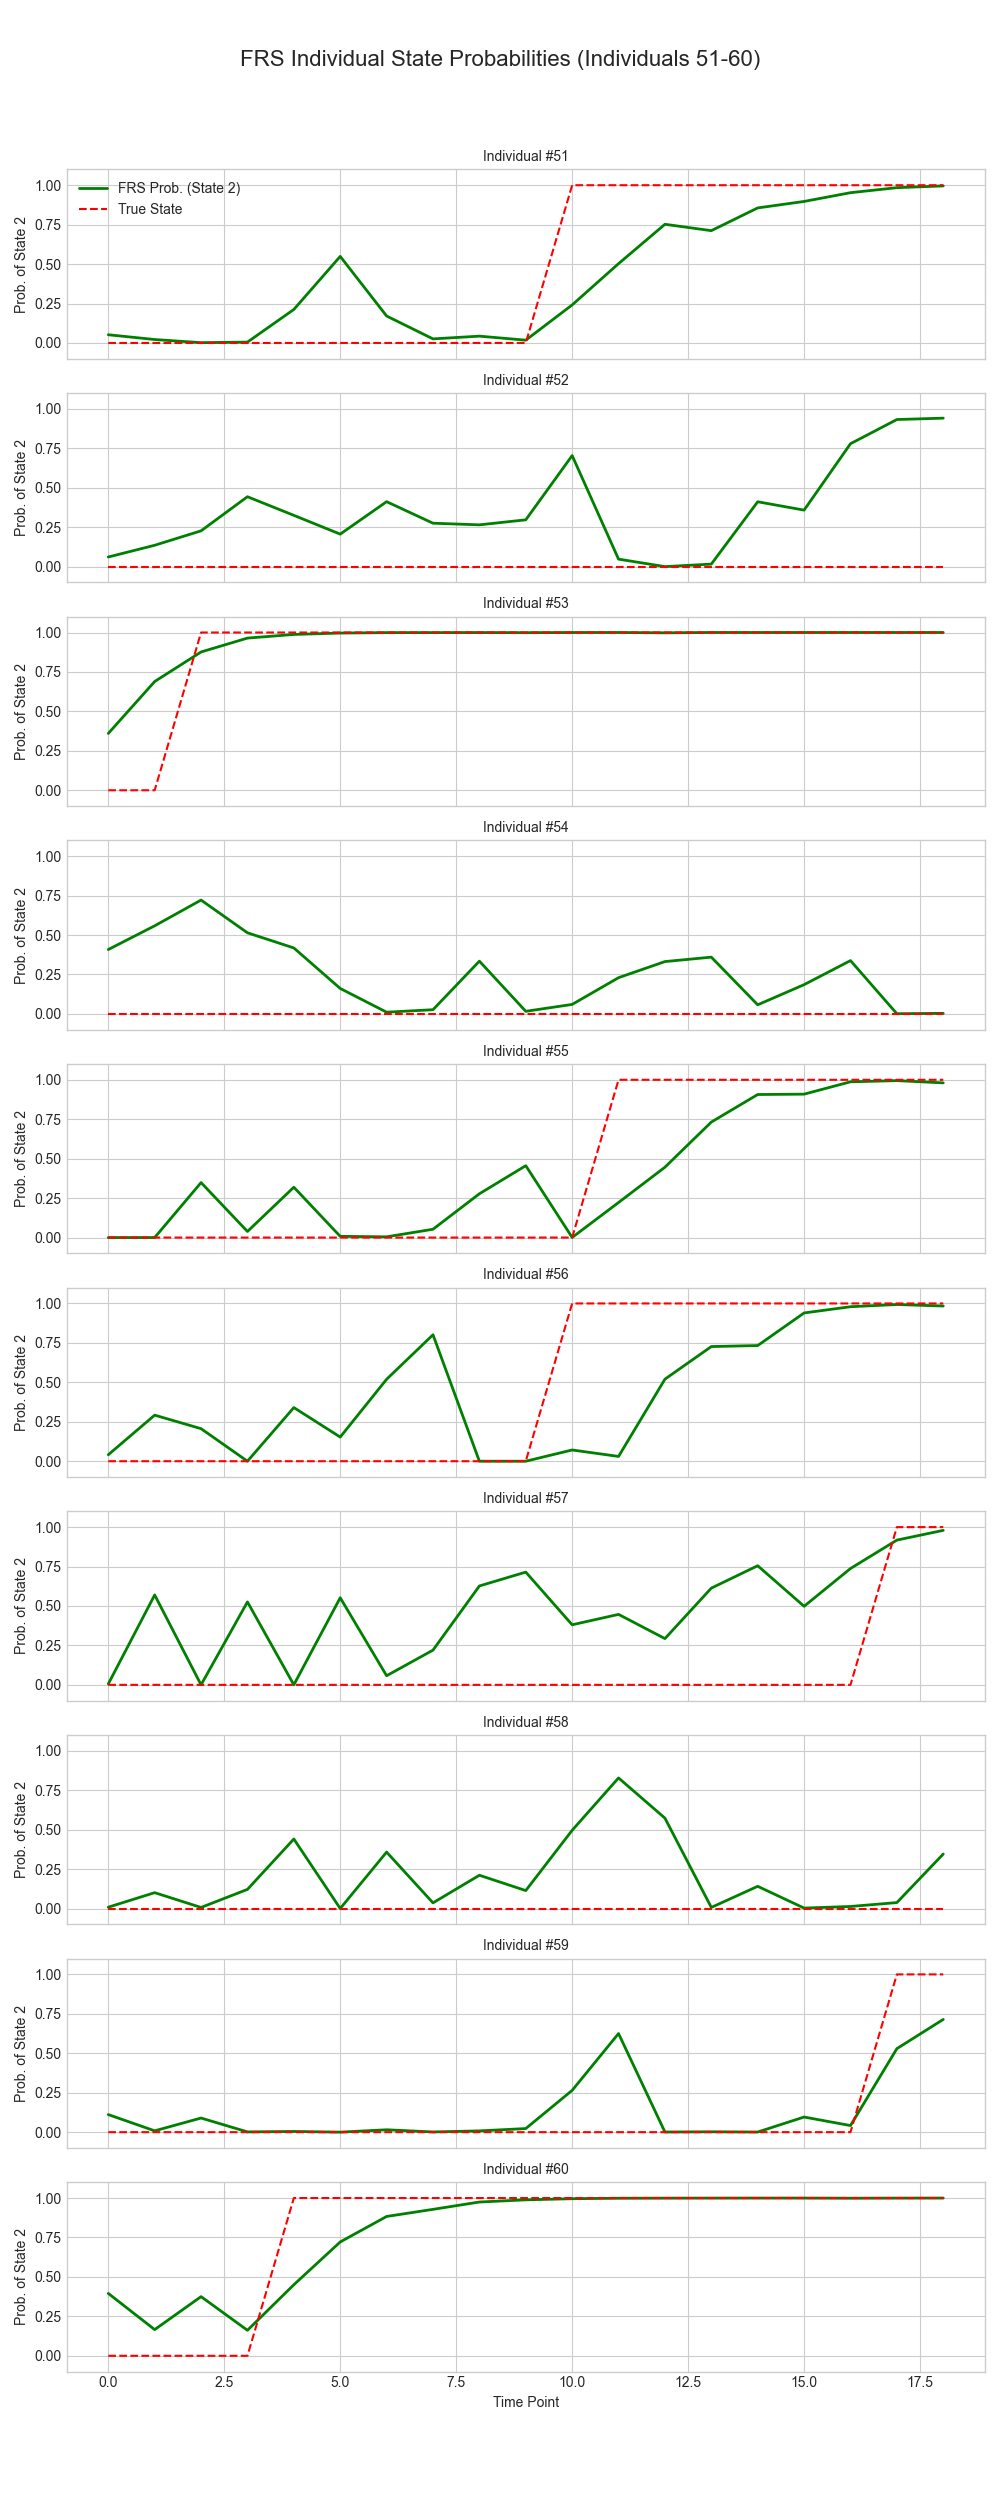 FRS Individual State Probabilities (Individuals 51-60)
Individual #51
1.00
0.75
0.50
0.25
0.00
Prob. of State 2
FRS Prob. (State 2)
True State
Individual #52
1.00
0.75
0.50
0.25
0.00
Prob. of State 2
Individual #53
1.00
0.75
0.50
0.25
0.00
Prob. of State 2
Individual #54
1.00
0.75
0.50
0.25
0.00
Prob. of State 2
Individual #55
1.00
0.75
0.50
0.25
0.00
Prob. of State 2
Individual #56
1.00
0.75
0.50
0.25
0.00
Prob. of State 2
Individual #57
1.00
0.75
0.50
0.25
0.00
Prob. of State 2
Individual #58
1.00
0.75
0.50
0.25
0.00
Prob. of State 2
Individual #59
1.00
0.75
0.50
0.25
0.00
Prob. of State 2
Individual #60
1.00
0.75
0.50
0.25
0.00
Prob. of State 2
0.0 2.5 5.0 7.5 10.0 12.5 15.0 17.5
Time Point